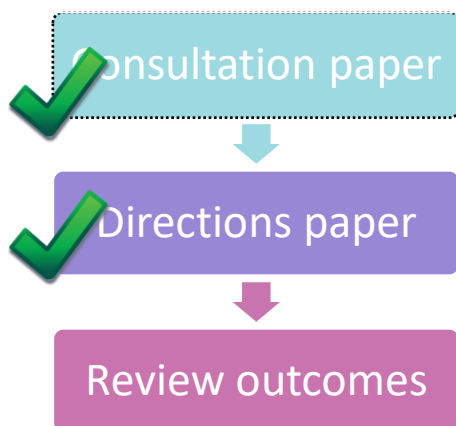 Consultation paper
Directions paper
Review outcomes